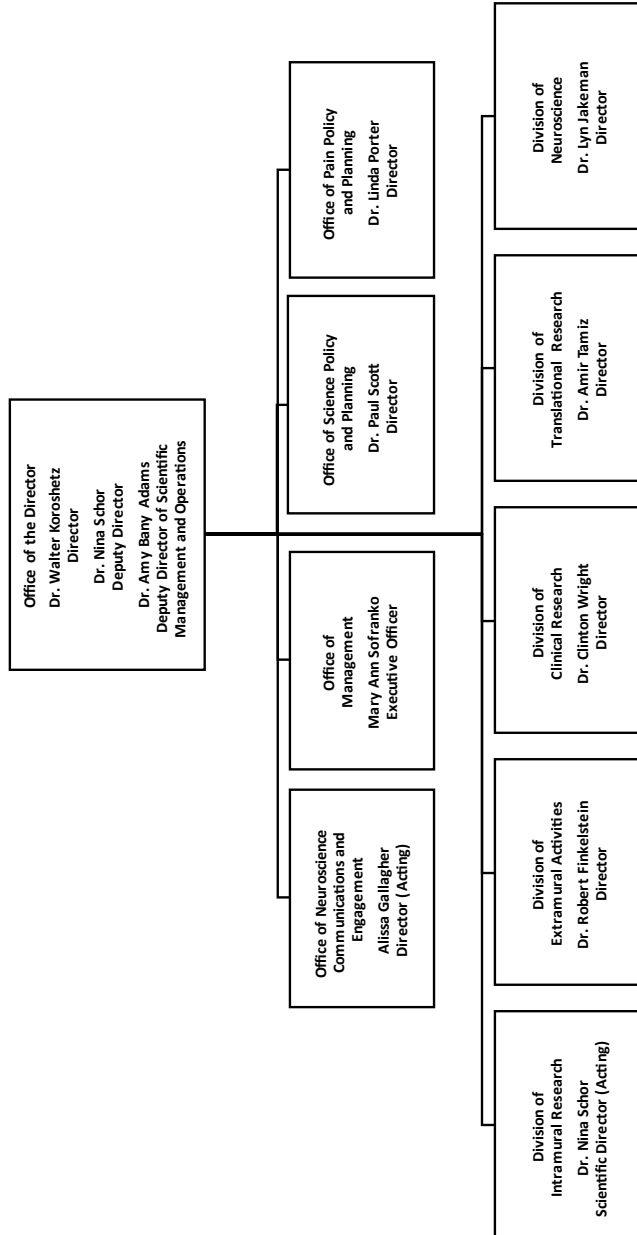 Office of the Director
Dr. Walter Koroshetz
Director
Dr. Nina Schor
Deputy Director
Dr. Amy Bany Adams
Deputy Director of Scientific
Management and Operations
Office of Neuroscience
Communications and
Engagement
Alissa Gallagher
Director (Acting)
Office of
Management
Mary Ann Sofranko
Executive Officer
Office of Science Policy
and Planning
Dr. Paul Scott
Director
Office of Pain Policy
and Planning
Dr. Linda Porter
Director
Division of
Intramural Research
Dr. Nina Schor
Scientific Director (Acting)
Division of
Extramural Activities
Dr. Robert Finkelstein
Director
Division of
Clinical Research
Dr. Clinton Wright
Director
Division of
Translational Research
Dr. Amir Tamiz
Director
Division of
Neuroscience
Dr. Lyn Jakeman
Director